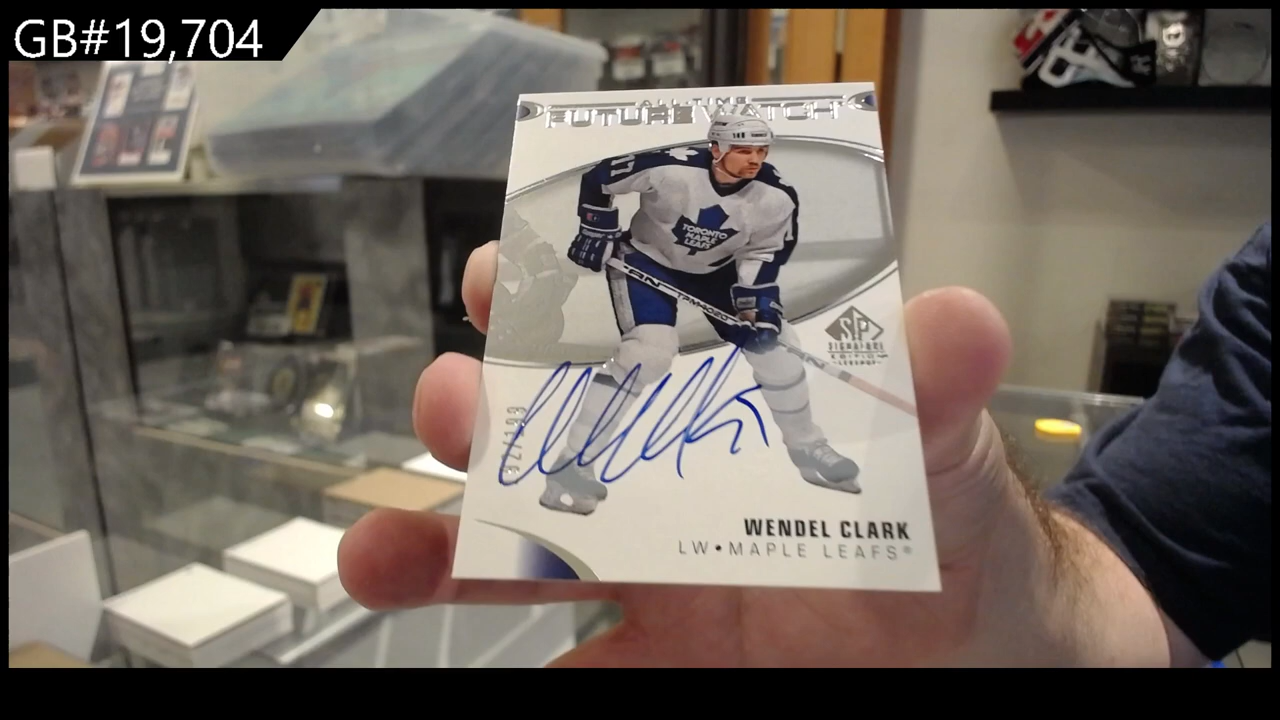 GB#19,704
ALL-TIME
FUTURE WATCH
17
TORONTO
MAPLE
LEAFS
SP
SIGNATURE
EDITION
LEGENDS
WENDEL CLARK
LW • MAPLE LEAFS®